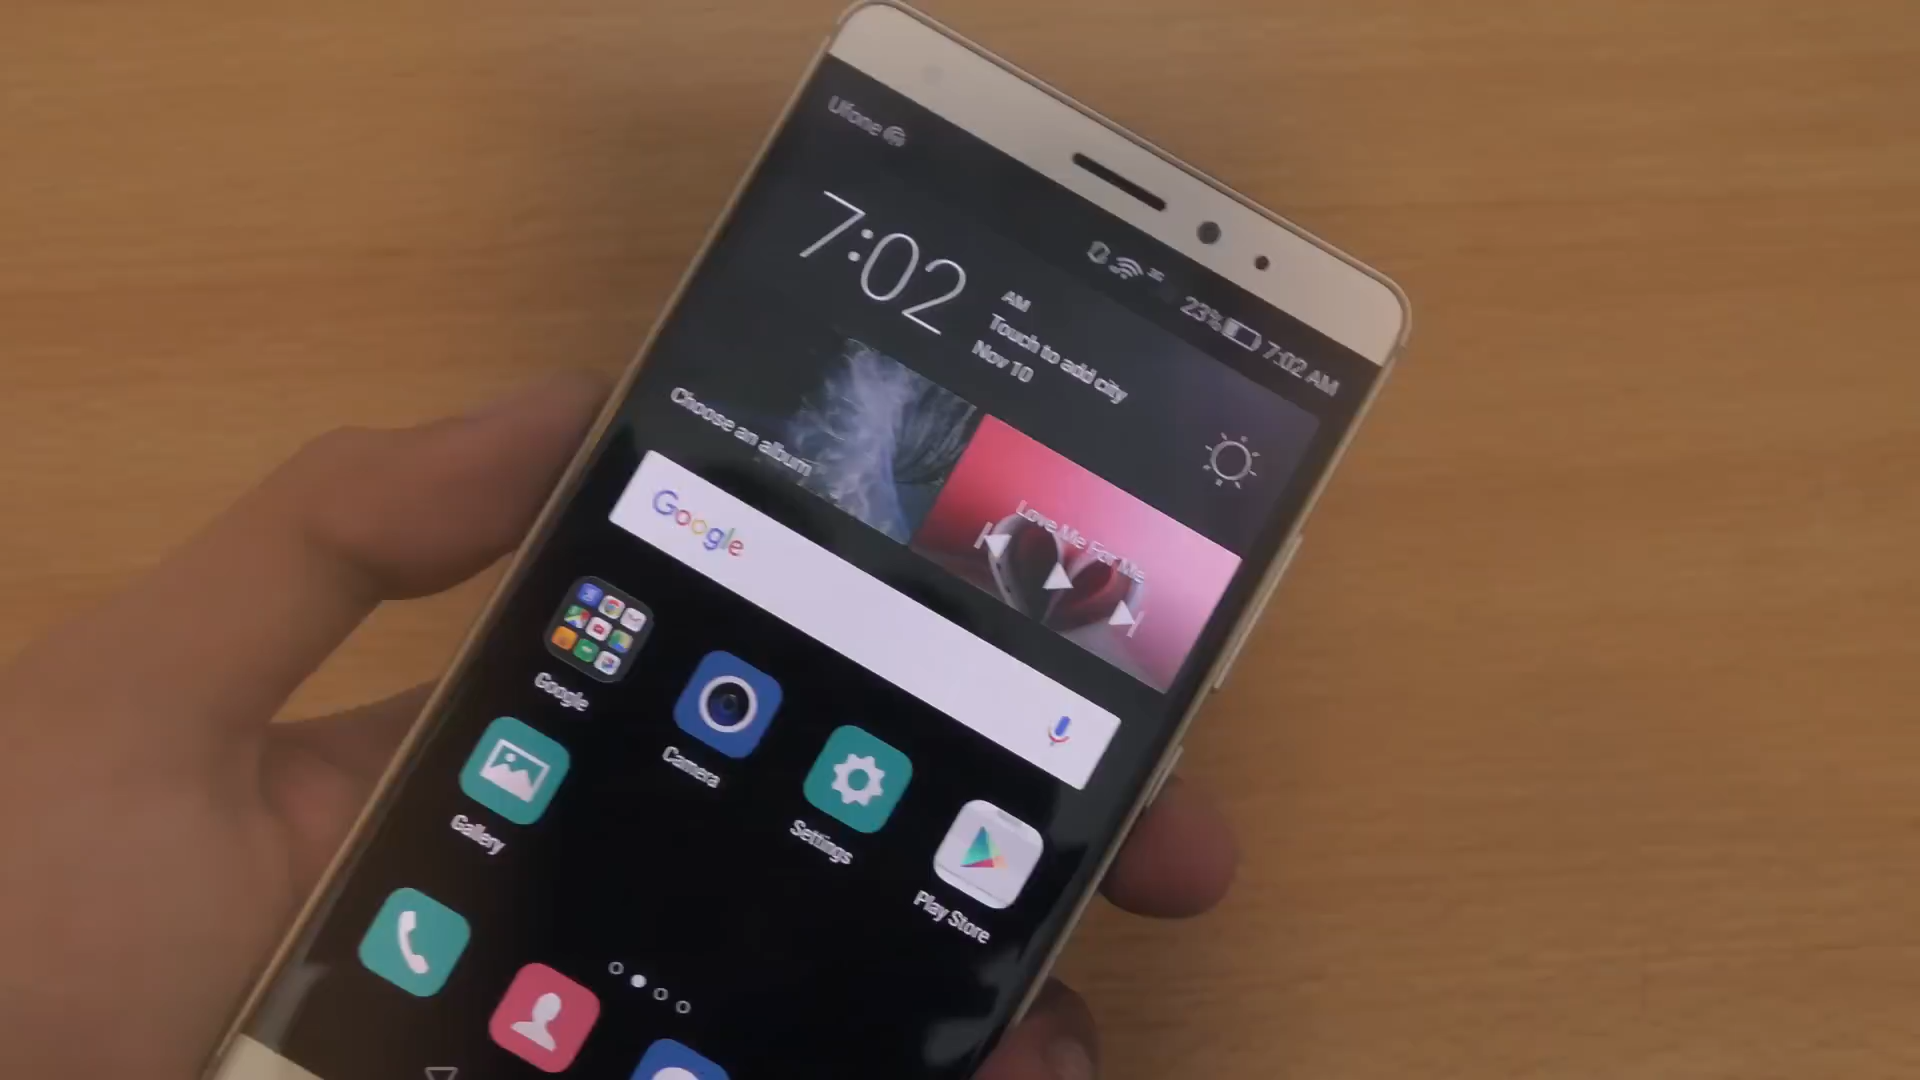 Ufone
23% 7:02 AM
7:02
AM
Touch to add city
Nov 10
Choose an album
Love Me For Me
Google
Google
Camera
Settings
Play Store
Gallery